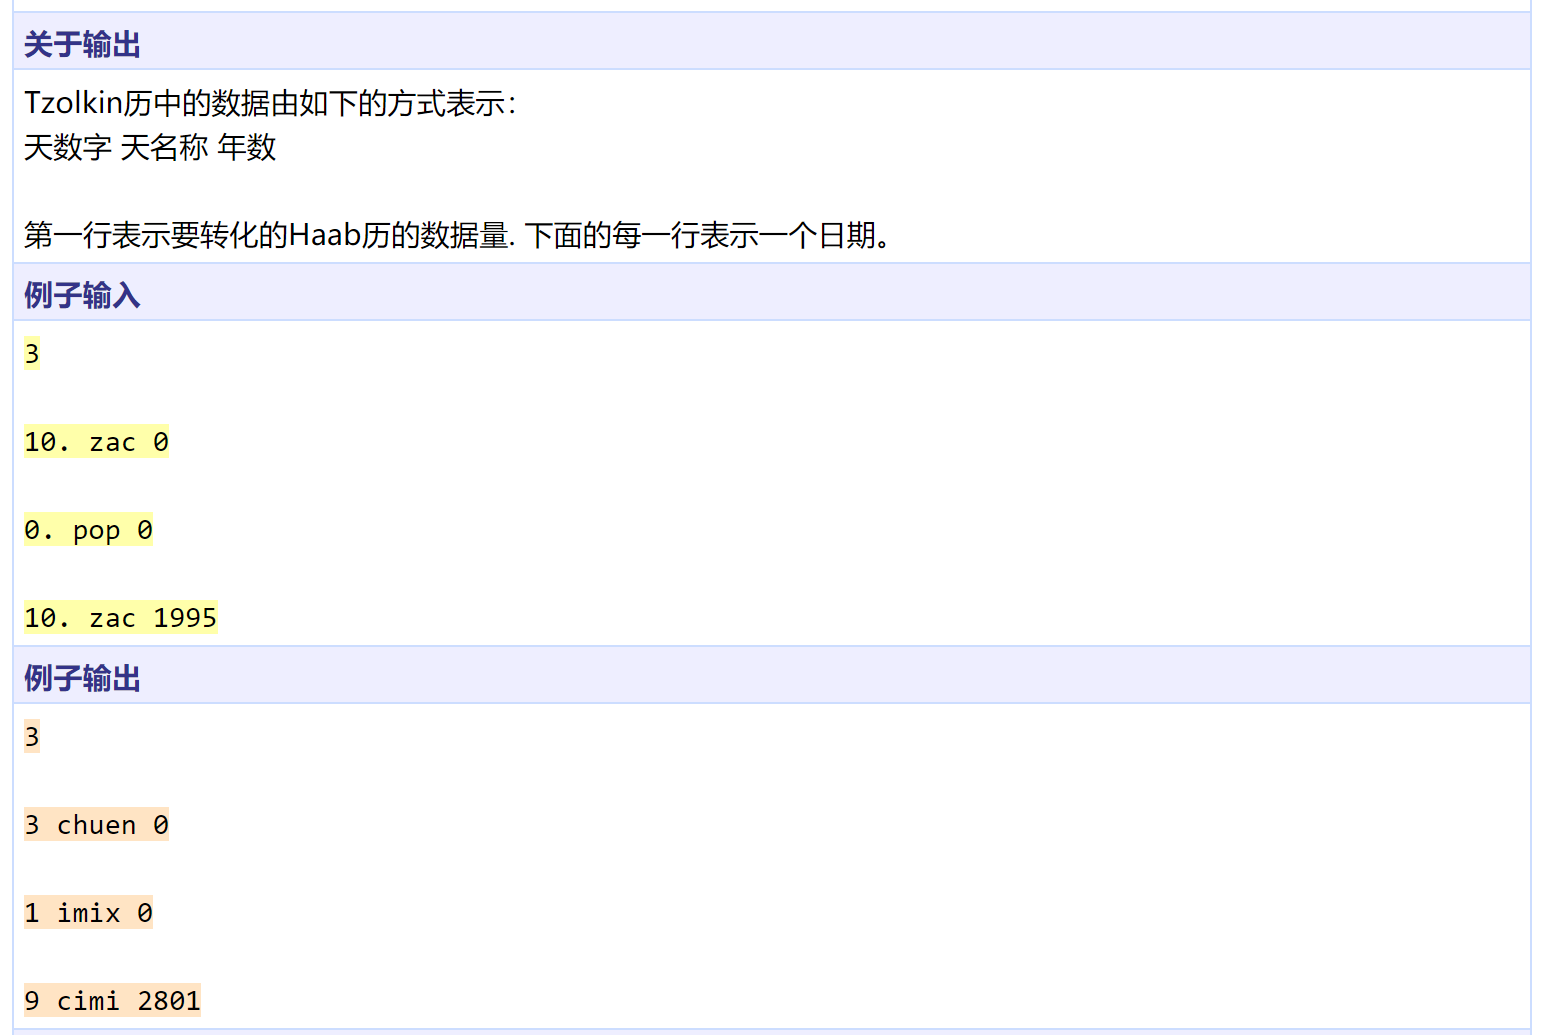 关于输出
Tzolkin历中的数据由如下的方式表示：
天数字 天名称 年数
第一行表示要转化的Haab历的数据量. 下面的每一行表示一个日期。
例子输入
3
10. zac 0
0. pop 0
10. zac 1995
例子输出
3
3 chuen 0
1 imix 0
9 cimi 2801